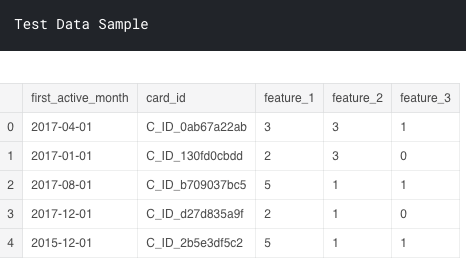 Test Data Sample
first_active_month card_id feature_1 feature_2 feature_3
0 2017-04-01 C_ID_0ab67a22ab 3 3 1
1 2017-01-01 C_ID_130fd0cbdd 2 3 0
2 2017-08-01 C_ID_b709037bc5 5 1 1
3 2017-12-01 C_ID_d27d835a9f 2 1 0
4 2015-12-01 C_ID_2b5e3df5c2 5 1 1